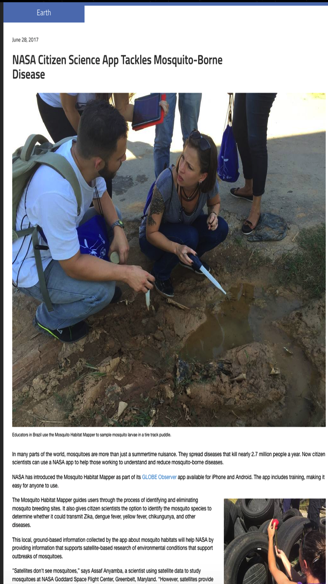 Earth
June 28, 2017
NASA Citizen Science App Tackles Mosquito-Borne
Disease
Educators in Brazil use the Mosquito Habitat Mapper to sample mosquito larvae in a tire track puddle.
In many parts of the world, mosquitoes are more than just a summertime nuisance. They spread diseases that kill nearly 2.7 million people a year. Now citizen
scientists can use a NASA app to help those working to understand and reduce mosquito-borne diseases.
NASA has introduced the Mosquito Habitat Mapper as part of its GLOBE Observer app available for iPhone and Android. The app includes training, making it
easy for anyone to use.
The Mosquito Habitat Mapper guides users through the process of identifying and eliminating
mosquito breeding sites. It also gives citizen scientists the option to identify the mosquito species to
determine whether it could transmit Zika, dengue fever, yellow fever, chikungunya, and other
diseases.
This local, ground-based information collected by the app about mosquito habitats will help NASA by
providing information that supports satellite-based research of environmental conditions that support
outbreaks of mosquitoes.
"Satellites don't see mosquitoes," says Assaf Anyamba, a scientist using satellite data to study
mosquitoes at NASA Goddard Space Flight Center, Greenbelt, Maryland. "However, satellites provide